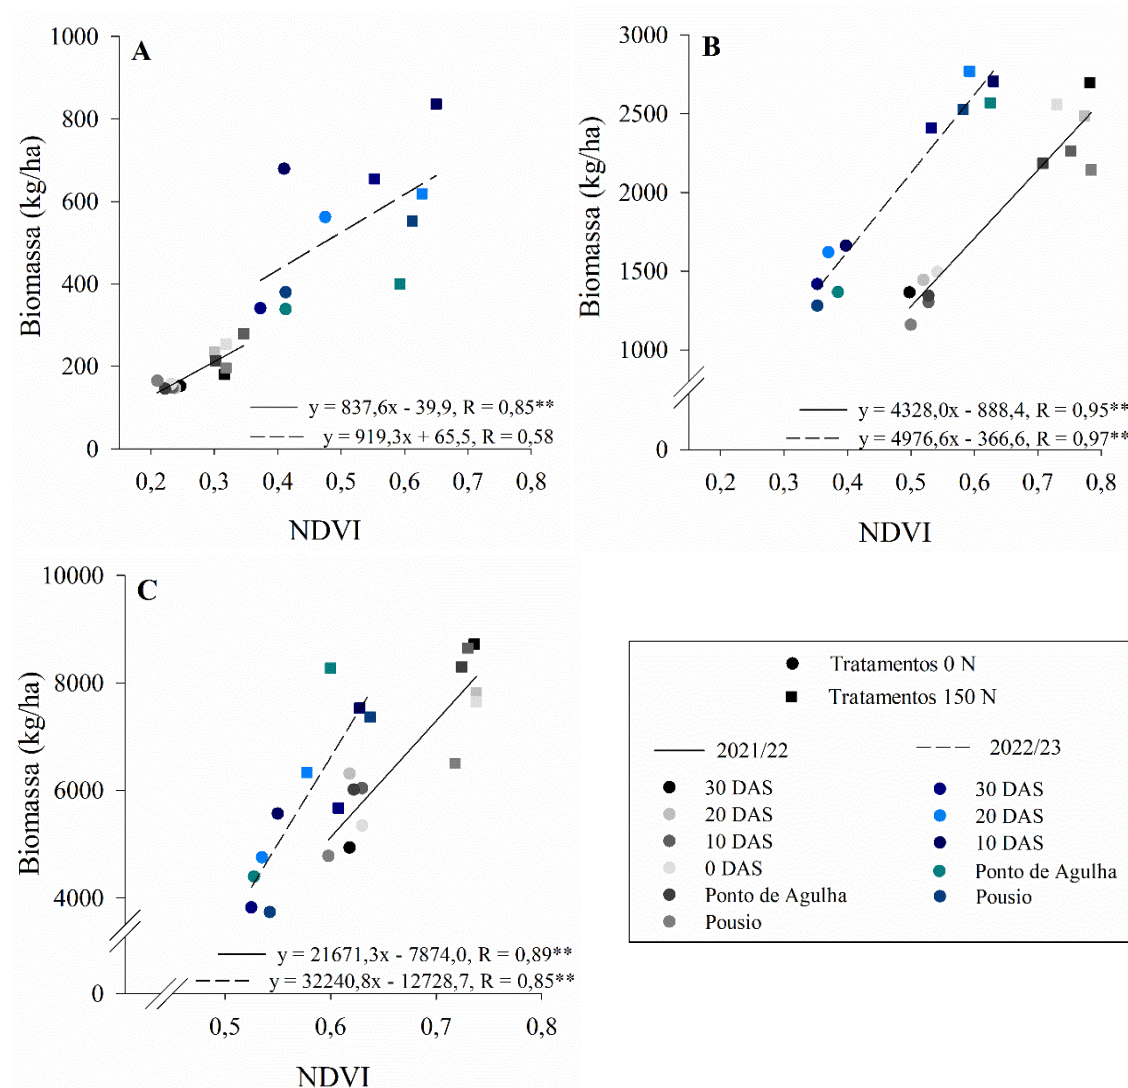 A
1000
800
600
400
200
0
Biomassa (kg/ha)
y = 837,6x - 39,9, R = 0,85**
y = 919,3x + 65,5, R = 0,58
0,2 0,3 0,4 0,5 0,6 0,7 0,8
NDVI
B
3000
2500
2000
1500
1000
0
Biomassa (kg/ha)
y = 4328,0x - 888,4, R = 0,95**
y = 4976,6x - 366,6, R = 0,97**
0,2 0,3 0,4 0,5 0,6 0,7 0,8
NDVI
C
10000
8000
6000
4000
0
Biomassa (kg/ha)
y = 21671,3x - 7874,0, R = 0,89**
y = 32240,8x - 12728,7, R = 0,85**
0,5 0,6 0,7 0,8
NDVI
Tratamentos 0 N
Tratamentos 150 N
2021/22 2022/23
30 DAS 30 DAS
20 DAS 20 DAS
10 DAS 10 DAS
0 DAS Ponto de Agulha
Ponto de Agulha Pousio
Pousio